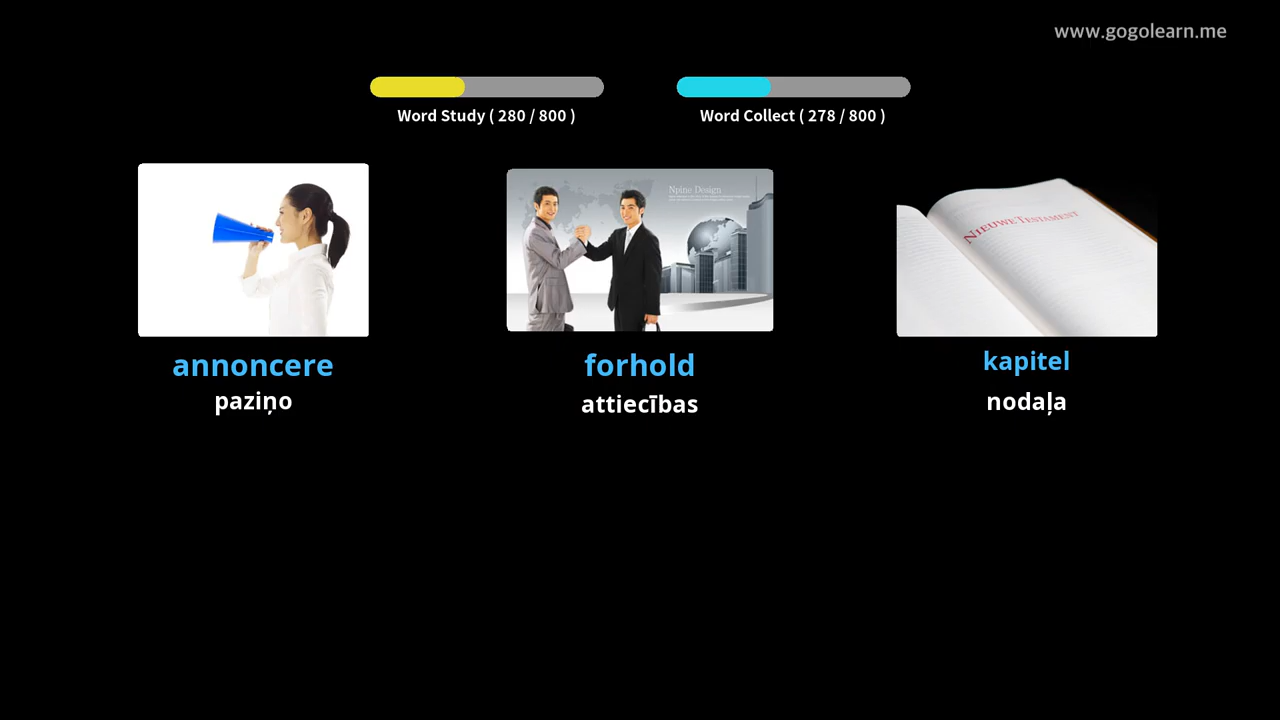 www.gogolearn.me
Word Study ( 280 / 800 )
Word Collect ( 278 / 800 )
Npine Design
NIEUWE TESTAMENT
annoncere
forhold
kapitel
paziņo
attiecības
nodaļa